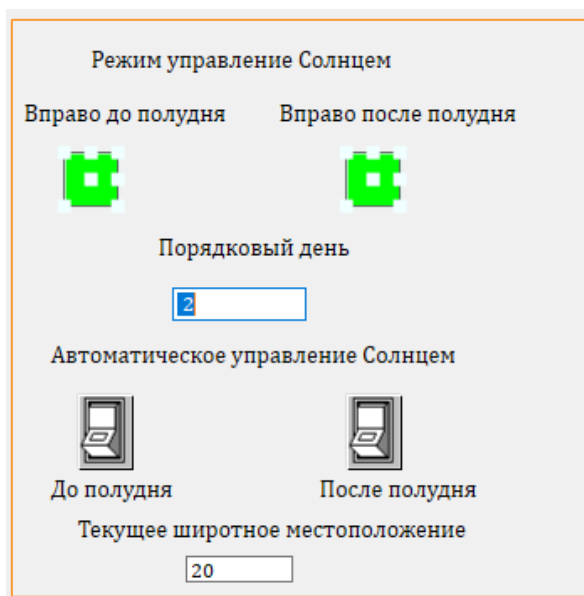 Режим управление Солнцем
Вправо до полудня Вправо после полудня
Порядковый день
2
Автоматическое управление Солнцем
До полудня После полудня
Текущее широтное местоположение
20